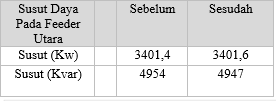 Susut Daya Pada Feeder Utara Sebelum Sesudah
Susut (Kw) 3401,4 3401,6
Susut (Kvar) 4954 4947